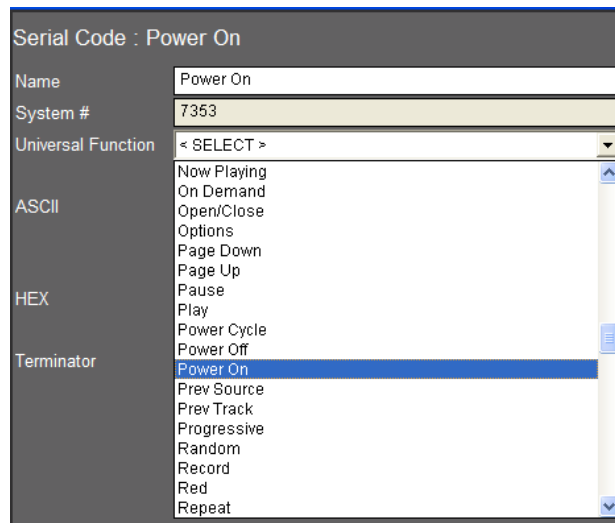 Serial Code : Power On
Name
Power On
System #
7353
Universal Function
< SELECT >
Now Playing
On Demand
ASCII
Open/Close
Options
Page Down
Page Up
HEX
Pause
Play
Power Cycle
Power Off
Terminator
Power On
Prev Source
Prev Track
Progressive
Random
Record
Red
Repeat